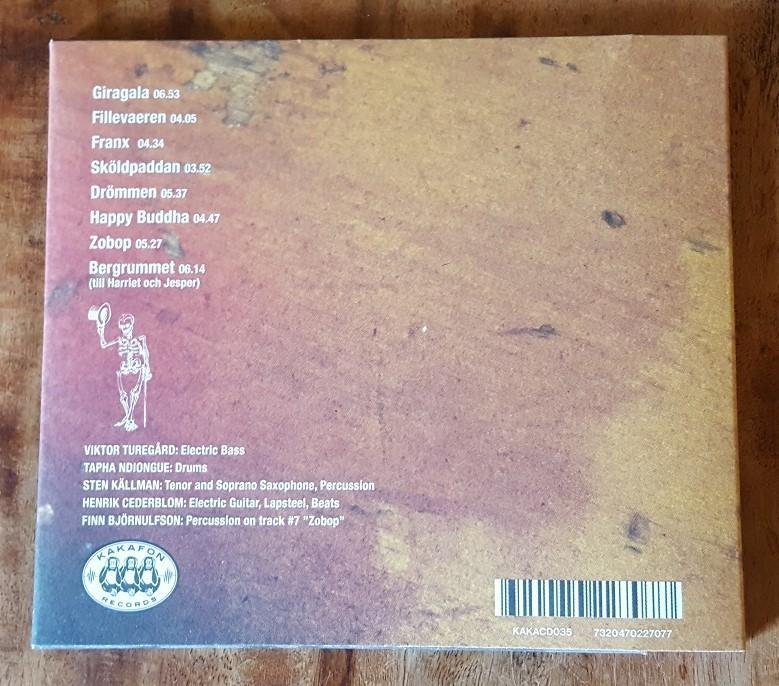 Giragala 06.53
Fillevaeren 04.05
Franx 04.34
Sköldpaddan 03.52
Drömmen 05.37
Happy Buddha 04.47
Zobop 05.27
Bergrummet 06.14
(till Harriet och Jesper)
VIKTOR TUREGÅRD: Electric Bass
TAPHA NDIONGUE: Drums
STEN KÄLLMAN: Tenor and Soprano Saxophone, Percussion
HENRIK CEDERBLOM: Electric Guitar, Lapsteel, Beats
FINN BJÖRNULFSON: Percussion on track #7 "Zobop"
KAKAFON
RECORDS
KAKACD035 7320470227077